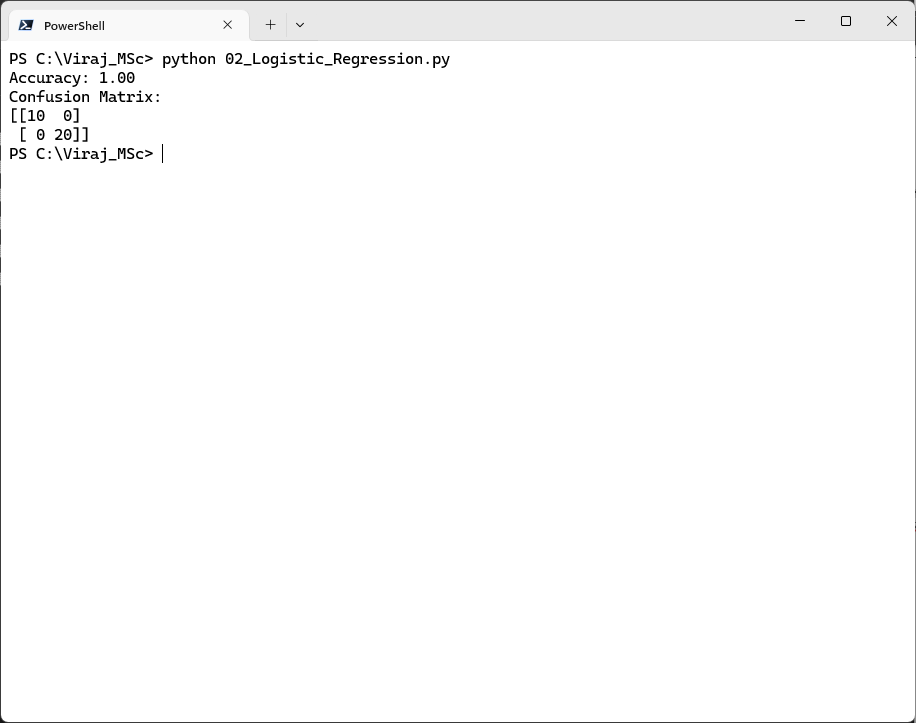 PowerShell
PS C:\Viraj_MSc> python 02_Logistic_Regression.py
Accuracy: 1.00
Confusion Matrix:
[[10  0]
 [ 0 20]]
PS C:\Viraj_MSc>